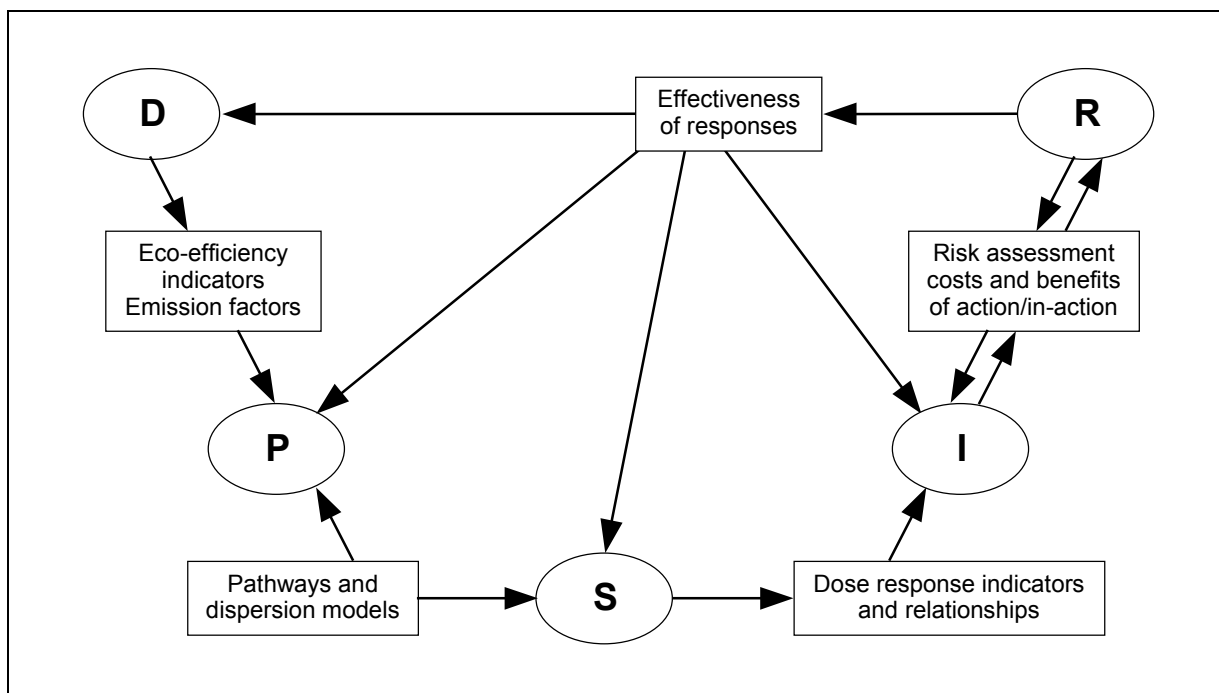 D
Effectiveness
of responses
R
Eco-efficiency
indicators
Emission factors
Risk assessment
costs and benefits
of action/in-action
P
I
Pathways and
dispersion models
S
Dose response indicators
and relationships